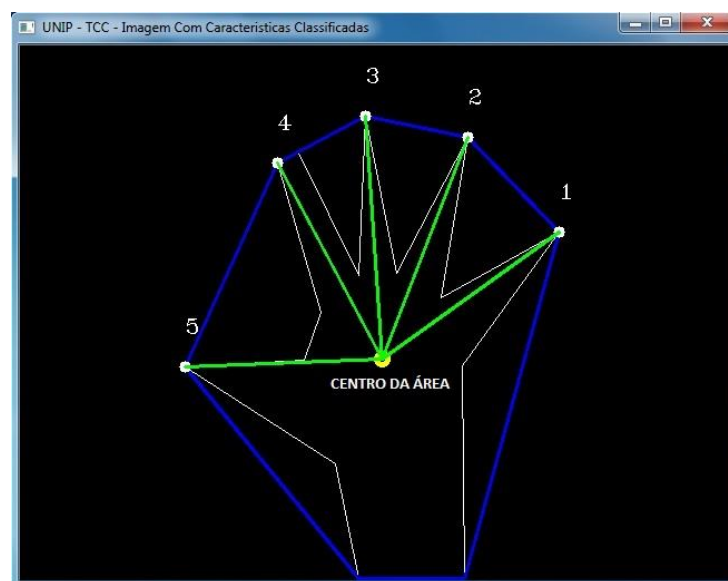 UNIP - TCC - Imagem Com Caracteristicas Classificadas
3
2
4
1
5
CENTRO DA ÁREA